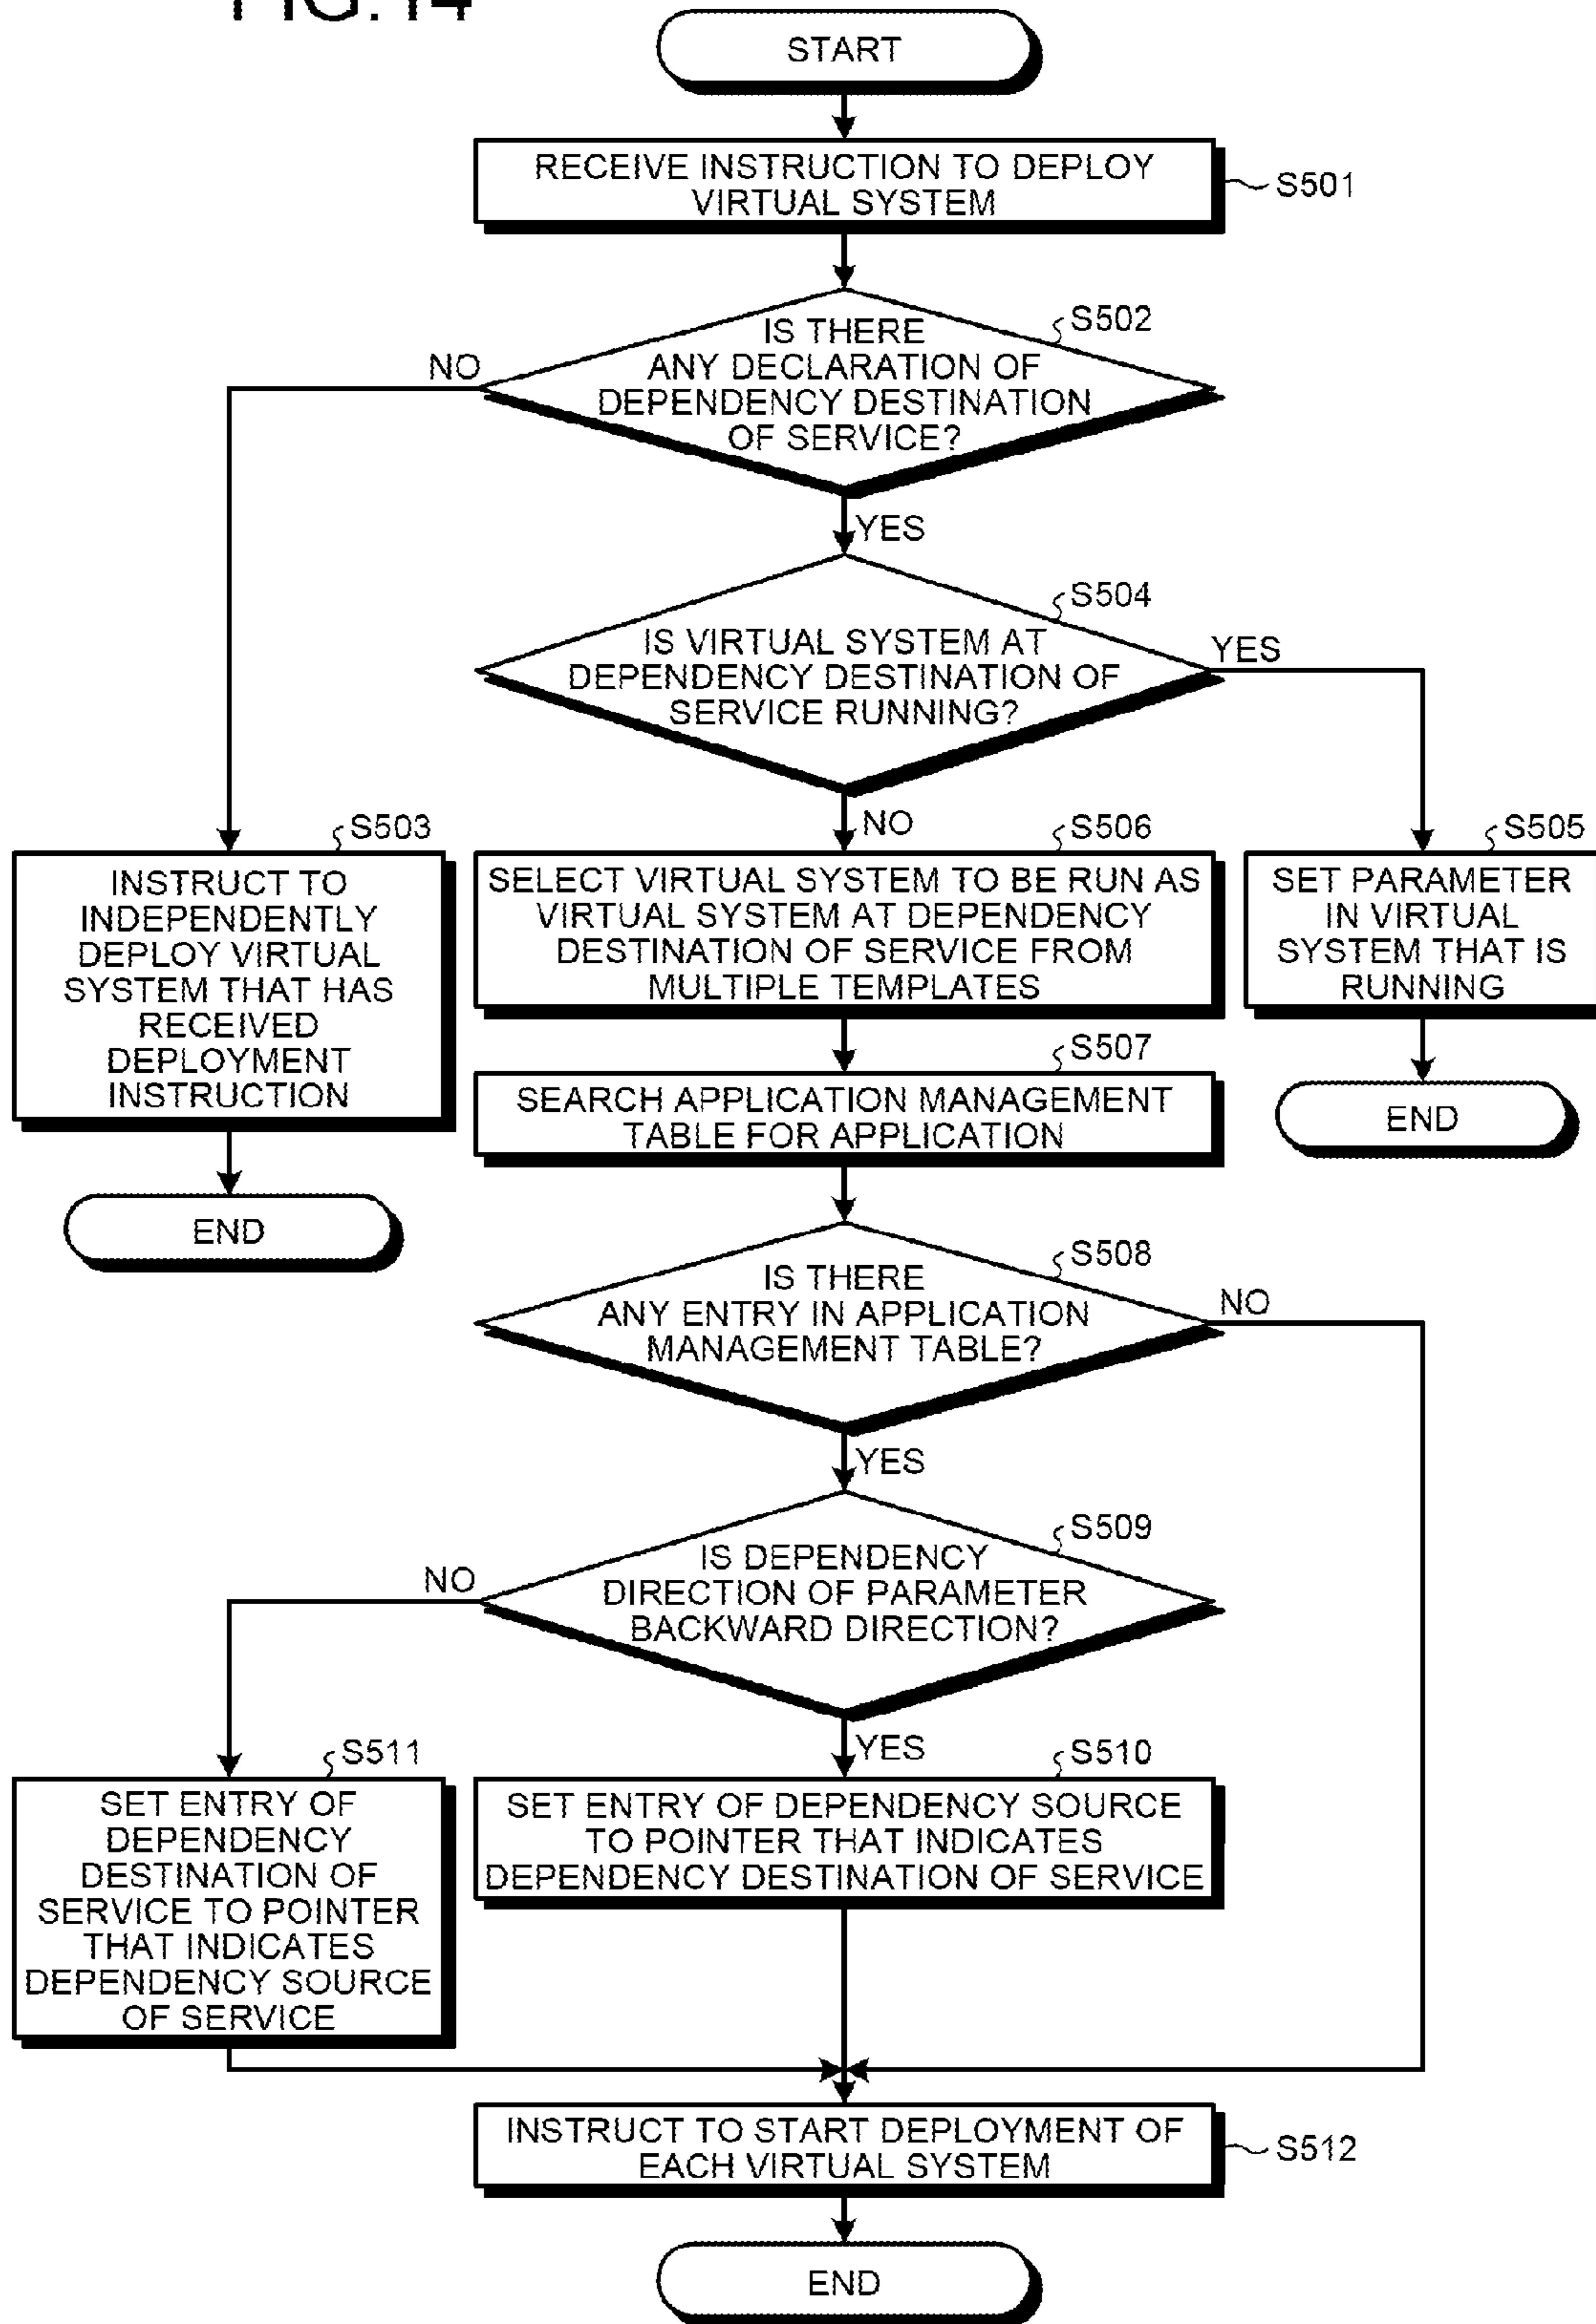 FIG.14
START
RECEIVE INSTRUCTION TO DEPLOY
VIRTUAL SYSTEM
S501
IS THERE
ANY DECLARATION OF
DEPENDENCY DESTINATION
OF SERVICE?
S502
NO
YES
IS VIRTUAL SYSTEM AT
DEPENDENCY DESTINATION OF
SERVICE RUNNING?
S504
YES
NO
S503
INSTRUCT TO
INDEPENDENTLY
DEPLOY VIRTUAL
SYSTEM THAT HAS
RECEIVED
DEPLOYMENT
INSTRUCTION
END
S506
SELECT VIRTUAL SYSTEM TO BE RUN AS
VIRTUAL SYSTEM AT DEPENDENCY
DESTINATION OF SERVICE FROM
MULTIPLE TEMPLATES
S505
SET PARAMETER
IN VIRTUAL
SYSTEM THAT IS
RUNNING
END
S507
SEARCH APPLICATION MANAGEMENT
TABLE FOR APPLICATION
S508
IS THERE
ANY ENTRY IN APPLICATION
MANAGEMENT TABLE?
NO
YES
S509
IS DEPENDENCY
DIRECTION OF PARAMETER
BACKWARD DIRECTION?
NO
YES
S511
SET ENTRY OF
DEPENDENCY
DESTINATION OF
SERVICE TO POINTER
THAT INDICATES
DEPENDENCY SOURCE
OF SERVICE
S510
SET ENTRY OF DEPENDENCY SOURCE
TO POINTER THAT INDICATES
DEPENDENCY DESTINATION OF SERVICE
INSTRUCT TO START DEPLOYMENT OF
EACH VIRTUAL SYSTEM
S512
END